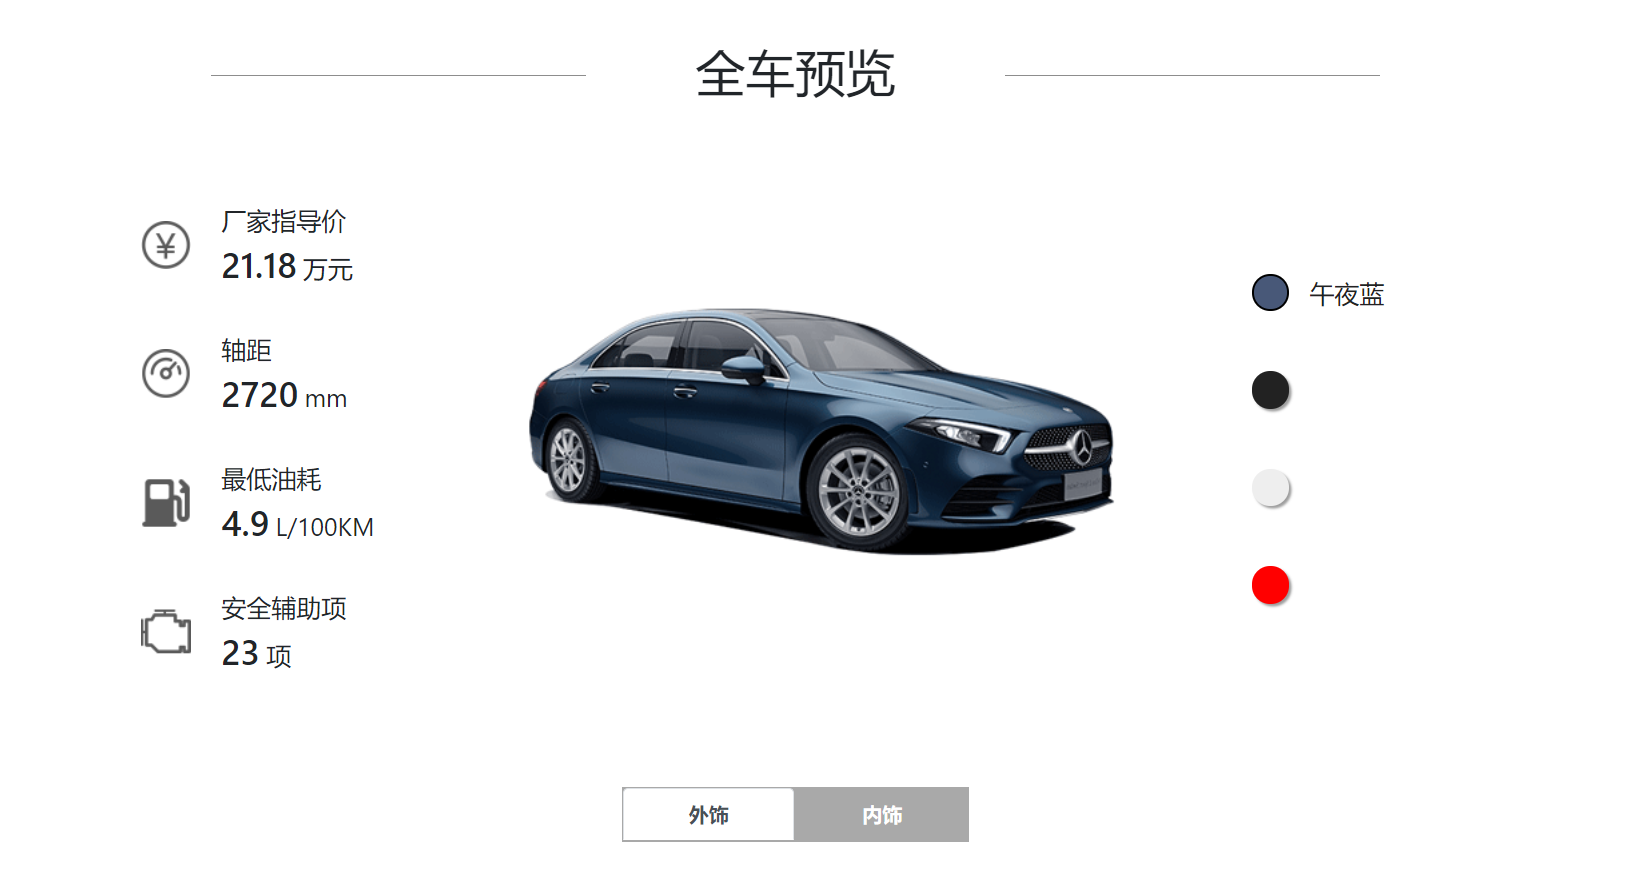 全车预览
厂家指导价
21.18 万元
轴距
2720 mm
最低油耗
4.9 L/100KM
安全辅助项
23 项
午夜蓝
外饰
内饰